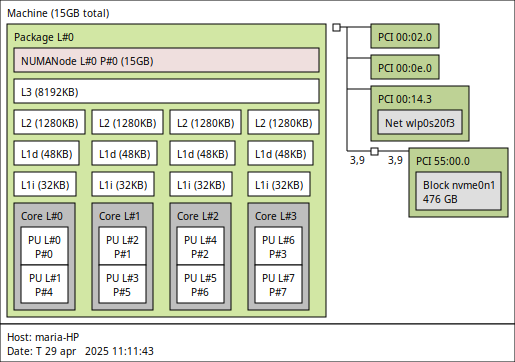 Machine (15GB total)
Package L#0
NUMANode L#0 P#0 (15GB)
L3 (8192KB)
L2 (1280KB) L2 (1280KB) L2 (1280KB) L2 (1280KB)
L1d (48KB) L1d (48KB) L1d (48KB) L1d (48KB)
L1i (32KB) L1i (32KB) L1i (32KB) L1i (32KB)
Core L#0 Core L#1 Core L#2 Core L#3
PU L#0 PU L#2 PU L#4 PU L#6
P#0 P#1 P#2 P#3
PU L#1 PU L#3 PU L#5 PU L#7
P#4 P#5 P#6 P#7
PCI 00:02.0
PCI 00:0e.0
PCI 00:14.3
Net wlp0s20f3
3,9 3,9 PCI 55:00.0
Block nvme0n1
476 GB
Host: maria-HP
Date: T 29 apr 2025 11:11:43